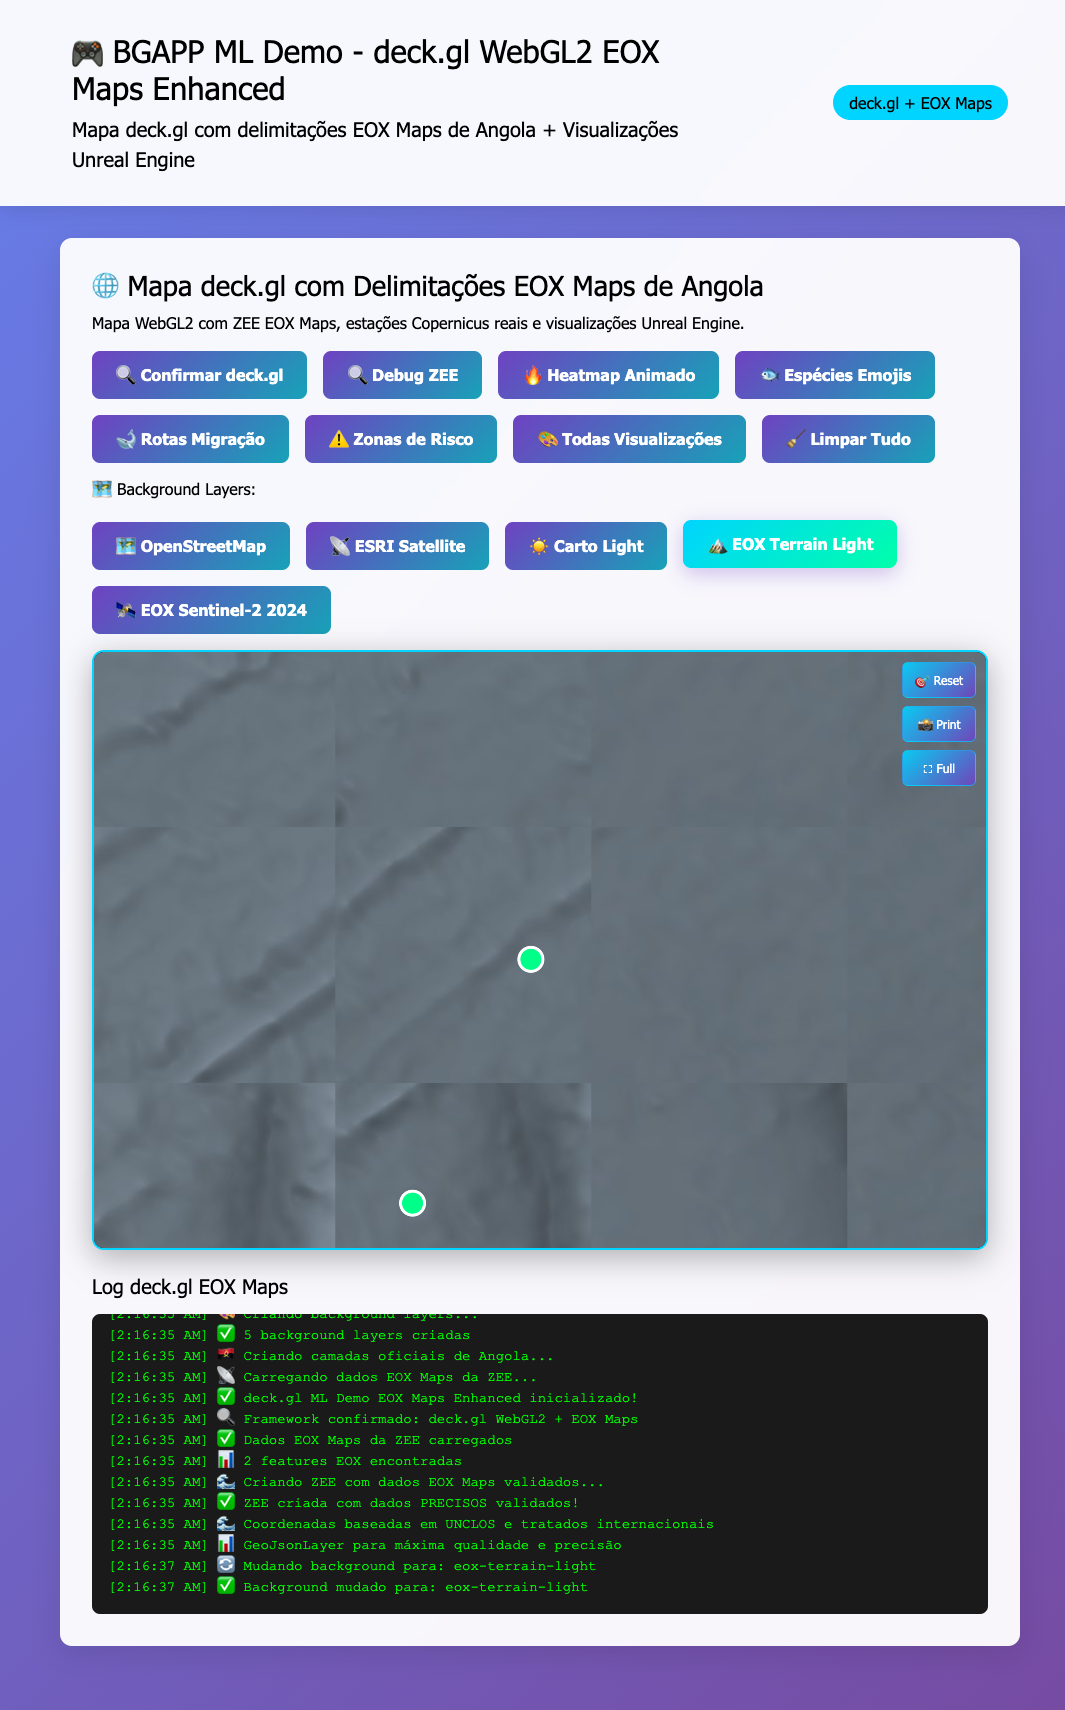 🎮 BGAPP ML Demo - deck.gl WebGL2 EOX
Maps Enhanced
Mapa deck.gl com delimitações EOX Maps de Angola + Visualizações
Unreal Engine
deck.gl + EOX Maps
🌐 Mapa deck.gl com Delimitações EOX Maps de Angola
Mapa WebGL2 com ZEE EOX Maps, estações Copernicus reais e visualizações Unreal Engine.
🔍 Confirmar deck.gl
🔍 Debug ZEE
🔥 Heatmap Animado
🐟 Espécies Emojis
🐋 Rotas Migração
⚠️ Zonas de Risco
🎨 Todas Visualizações
🧹 Limpar Tudo
🗺️ Background Layers:
🗺️ OpenStreetMap
📡 ESRI Satellite
☀️ Carto Light
🏔️ EOX Terrain Light
🛰️ EOX Sentinel-2 2024
🎯 Reset
📸 Print
⛶ Full
Log deck.gl EOX Maps
[2:16:35 AM] 🎨 Criando background layers...
[2:16:35 AM] ✅ 5 background layers criadas
[2:16:35 AM] 🇦🇴 Criando camadas oficiais de Angola...
[2:16:35 AM] 📡 Carregando dados EOX Maps da ZEE...
[2:16:35 AM] ✅ deck.gl ML Demo EOX Maps Enhanced inicializado!
[2:16:35 AM] 🔍 Framework confirmado: deck.gl WebGL2 + EOX Maps
[2:16:35 AM] ✅ Dados EOX Maps da ZEE carregados
[2:16:35 AM] 📊 2 features EOX encontradas
[2:16:35 AM] 🌊 Criando ZEE com dados EOX Maps validados...
[2:16:35 AM] ✅ ZEE criada com dados PRECISOS validados!
[2:16:35 AM] 🌊 Coordenadas baseadas em UNCLOS e tratados internacionais
[2:16:35 AM] 📊 GeoJsonLayer para máxima qualidade e precisão
[2:16:37 AM] 🔄 Mudando background para: eox-terrain-light
[2:16:37 AM] ✅ Background mudado para: eox-terrain-light